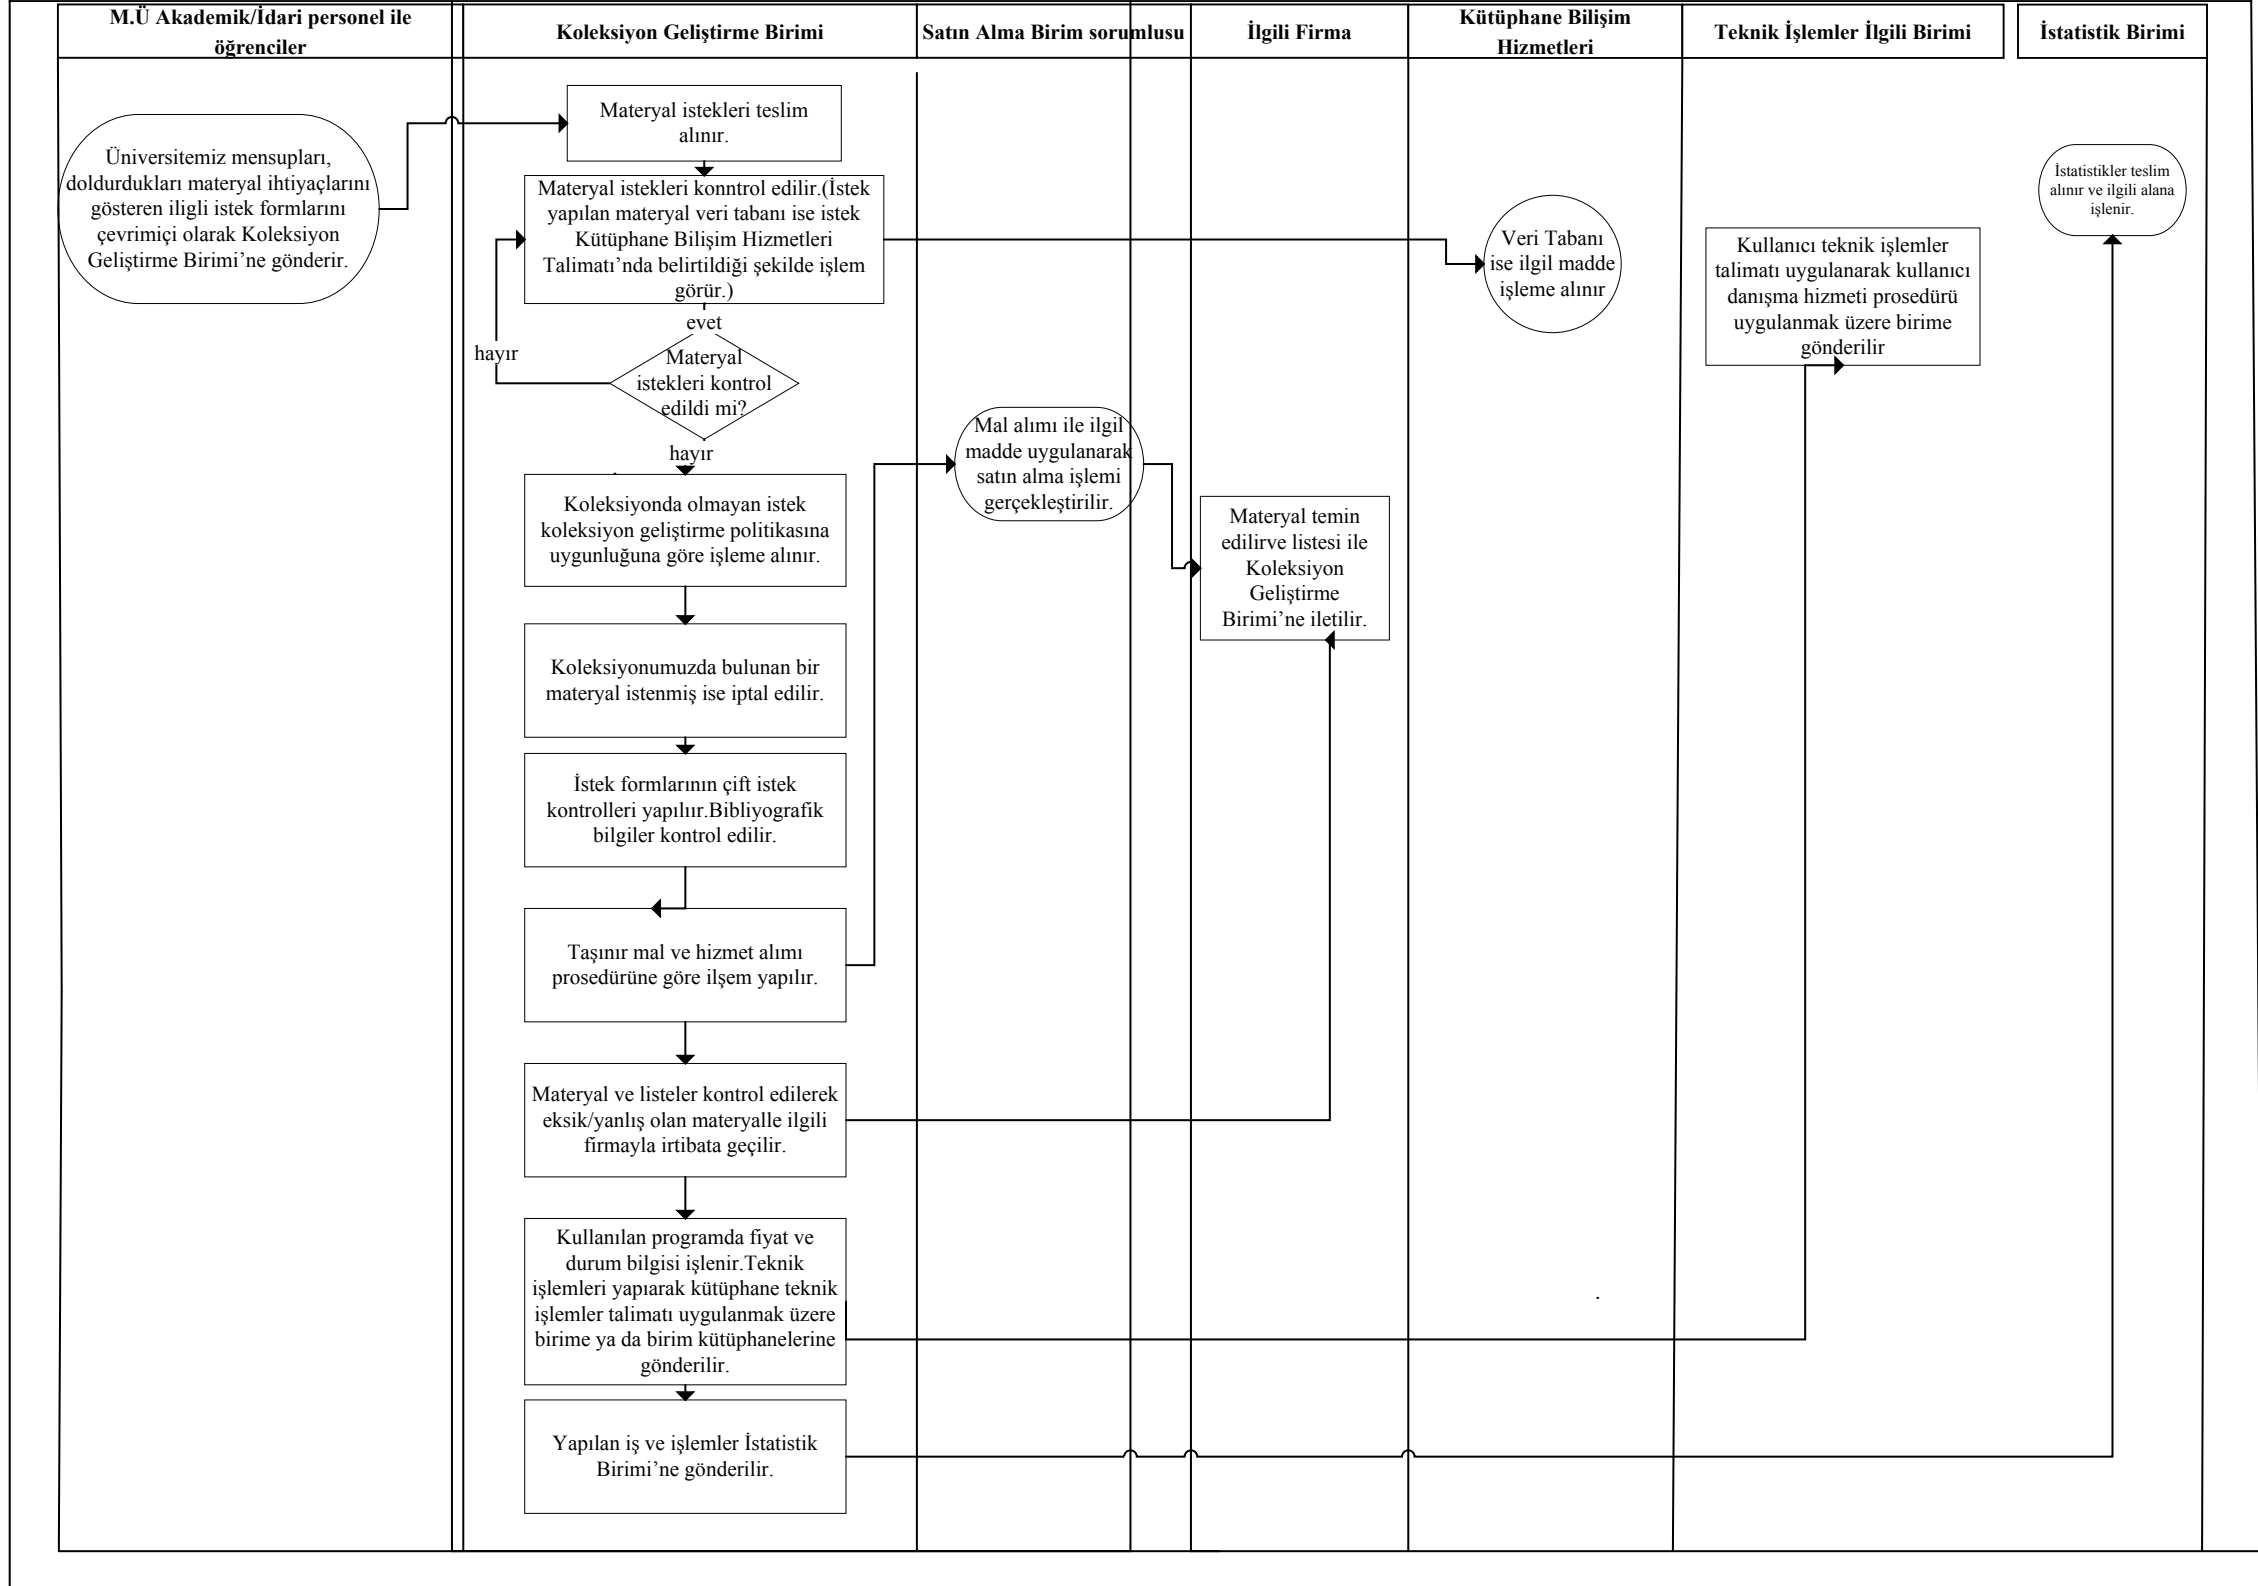 M.Ü Akademik/İdari personel ile
öğrenciler
Koleksiyon Geliştirme Birimi
Satın Alma Birim sorumlusu
İlgili Firma
Kütüphane Bilişim
Hizmetleri
Teknik İşlemler İlgili Birimi
İstatistik Birimi
Üniversitemiz mensupları,
doldurdukları materyal ihtiyaçlarını
gösteren iligli istek formlarını
çevrimiçi olarak Koleksiyon
Geliştirme Birimi’ne gönderir.
Materyal istekleri teslim
alınır.
Materyal istekleri konntrol edilir.(İstek
yapılan materyal veri tabanı ise istek
Kütüphane Bilişim Hizmetleri
Talimatı’nda belirtildiği şekilde işlem
görür.)
evet
hayır
Materyal
istekleri kontrol
edildi mi?
hayır
Koleksiyonda olmayan istek
koleksiyon geliştirme politikasına
uygunluğuna göre işleme alınır.
Koleksiyonumuzda bulunan bir
materyal istenmiş ise iptal edilir.
İstek formlarının çift istek
kontrolleri yapılıır.Bibliyografik
bilgiler kontrol edilir.
Taşınır mal ve hizmet alımı
prosedürüne göre ilşem yapılır.
Materyal ve listeler kontrol edilerek
eksik/yanlış olan materyalle ilgili
firmayla irtibata geçilir.
Kullanılan programda fiyat ve
durum bilgisi işlenir.Teknik
işlemleri yapıarak kütüphane teknik
işlemler talimatı uygulanmak üzere
birime ya da birim kütüphanelerine
gönderilir.
Yapılan iş ve işlemler İstatistik
Birimi’ne gönderilir.
Mal alımı ile ilgil
madde uygulanarak
satın alma işlemi
gerçekleştirilir.
Materyal temin
edilirve listesi ile
Koleksiyon
Geliştirme
Birimi’ne iletilir.
Veri Tabanı
ise ilgil madde
işleme alınır
Kullanıcı teknik işlemler
talimatı uygulanarak kullanıcı
danışma hizmeti prosedürü
uygulanmak üzere birime
gönderilir
İstatistikler teslim
alınır ve ilgili alana
işlenir.